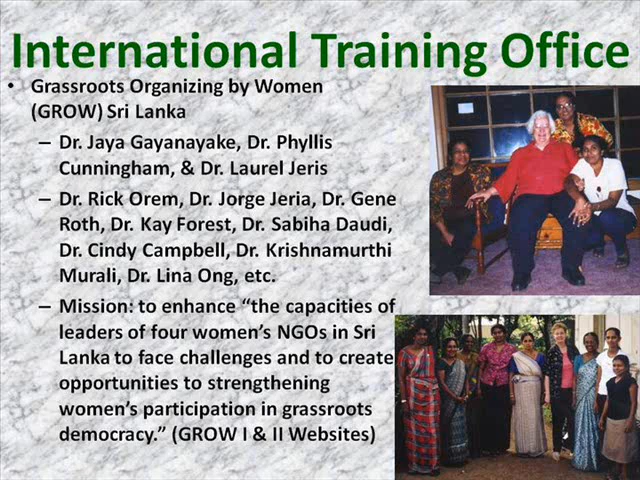 International Training Office
• Grassroots Organizing by Women
(GROW) Sri Lanka
– Dr. Jaya Gayanayake, Dr. Phyllis
Cunningham, & Dr. Laurel Jeris
– Dr. Rick Orem, Dr. Jorge Jeria, Dr. Gene
Roth, Dr. Kay Forest, Dr. Sabiha Daudi,
Dr. Cindy Campbell, Dr. Krishnamurthi
Murali, Dr. Lina Ong, etc.
– Mission: to enhance “the capacities of
leaders of four women’s NGOs in Sri
Lanka to face challenges and to create
opportunities to strengthening
women’s participation in grassroots
democracy.” (GROW I & II Websites)